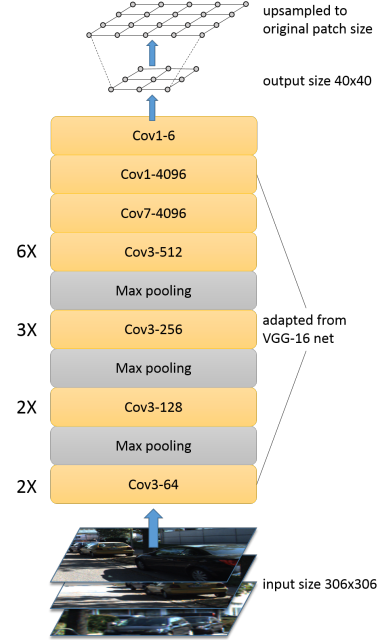 upsampled to
original patch size
output size 40x40
Cov1-6
Cov1-4096
Cov7-4096
6X
Cov3-512
Max pooling
3X
Cov3-256
adapted from
VGG-16 net
Max pooling
2X
Cov3-128
Max pooling
2X
Cov3-64
input size 306x306